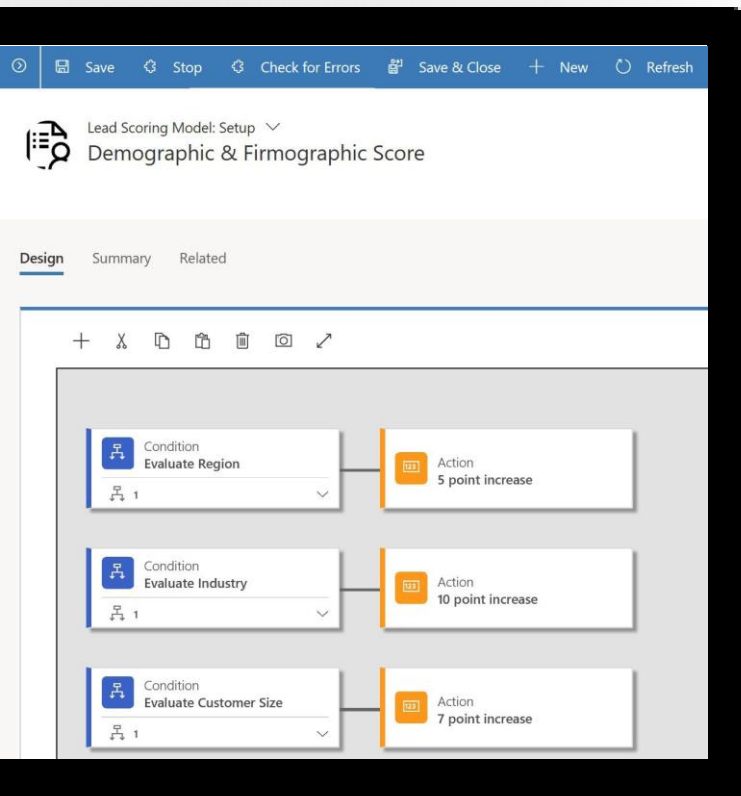 Save Stop Check for Errors Save & Close New Refresh
Lead Scoring Model: Setup
Demographic & Firmographic Score
Design Summary Related
Condition
Evaluate Region
1
Action
5 point increase
Condition
Evaluate Industry
1
Action
10 point increase
Condition
Evaluate Customer Size
1
Action
7 point increase